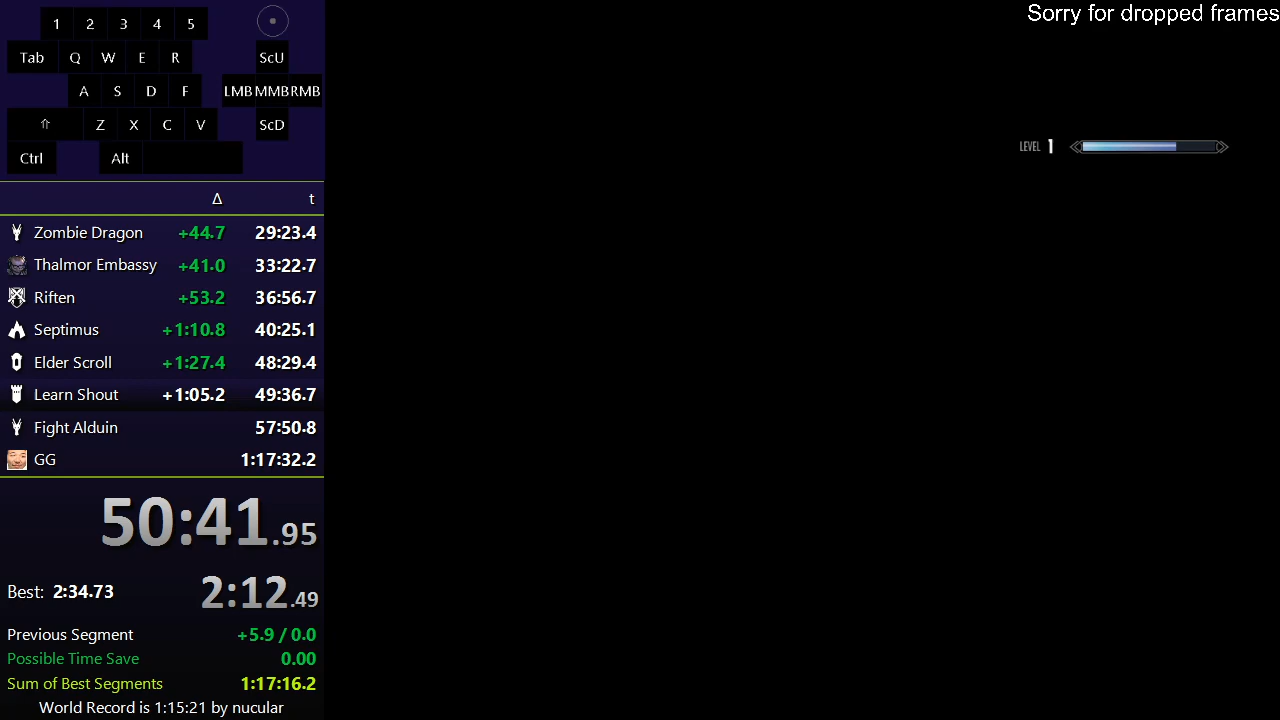 Sorry for dropped frames
1 2 3 4 5
Tab Q W E R ScU
A S D F LMB MMB RMB
⇧ Z X C V ScD
Ctrl Alt
LEVEL 1
Δ t
Zombie Dragon +44.7 29:23.4
Thalmor Embassy +41.0 33:22.7
Riften +53.2 36:56.7
Septimus +1:10.8 40:25.1
Elder Scroll +1:27.4 48:29.4
Learn Shout +1:05.2 49:36.7
Fight Alduin 57:50.8
GG 1:17:32.2
50:41.95
Best: 2:34.73 2:12.49
Previous Segment +5.9 / 0.0
Possible Time Save 0.00
Sum of Best Segments 1:17:16.2
World Record is 1:15:21 by nucular